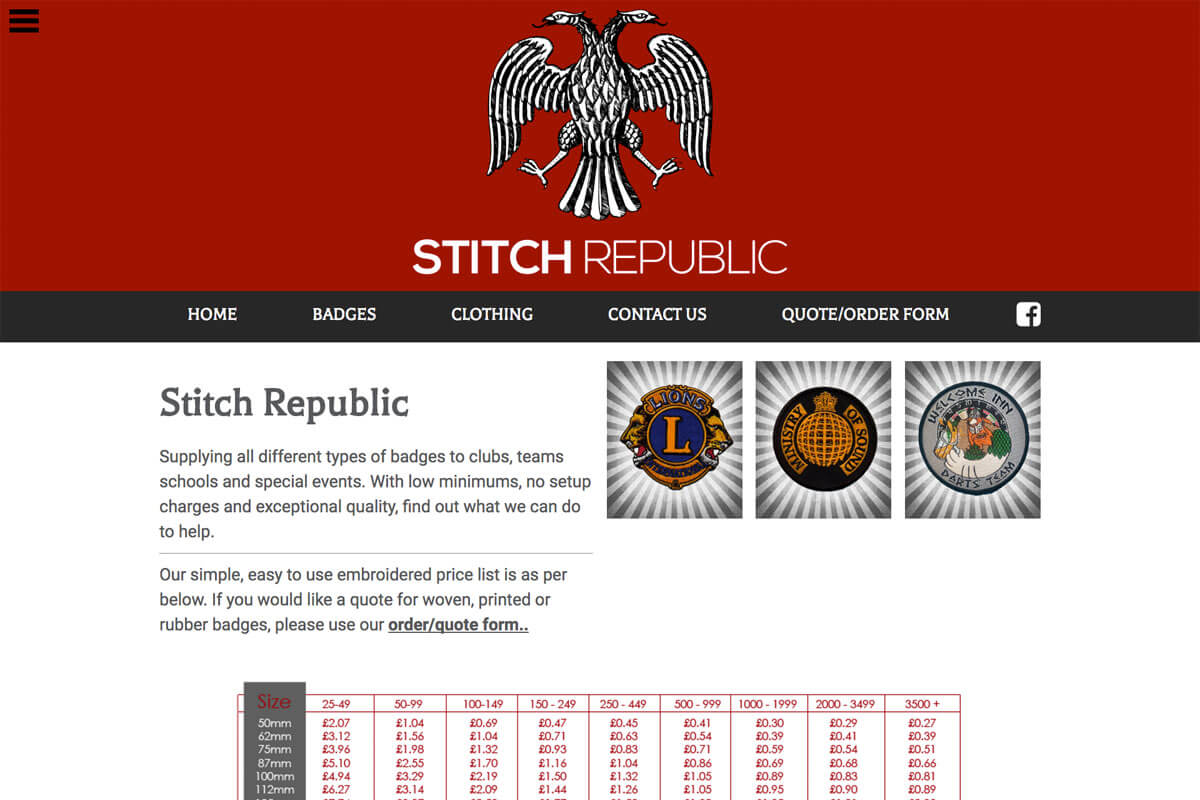 STITCH REPUBLIC
HOME BADGES CLOTHING CONTACT US QUOTE/ORDER FORM
Stitch Republic
Supplying all different types of badges to clubs, teams
schools and special events. With low minimums, no setup
charges and exceptional quality, find out what we can do
to help.
Our simple, easy to use embroidered price list is as per
below. If you would like a quote for woven, printed or
rubber badges, please use our order/quote form..
LIONS
L
MINISTRY OF SOUND
WELCOME INN
DARTS TEAM
Size 25-49 50-99 100-149 150 - 249 250 - 449 500 - 999 1000 - 1999 2000 - 3499 3500 +
50mm £2.07 £1.04 £0.69 £0.47 £0.45 £0.41 £0.30 £0.29 £0.27
62mm £3.12 £1.56 £1.04 £0.71 £0.63 £0.54 £0.39 £0.41 £0.39
75mm £3.96 £1.98 £1.32 £0.93 £0.83 £0.71 £0.59 £0.54 £0.51
87mm £5.10 £2.55 £1.70 £1.16 £1.04 £0.86 £0.69 £0.68 £0.66
100mm £4.94 £3.29 £2.19 £1.50 £1.32 £1.05 £0.89 £0.83 £0.81
112mm £6.27 £3.14 £2.09 £1.44 £1.26 £1.05 £0.95 £0.90 £0.89